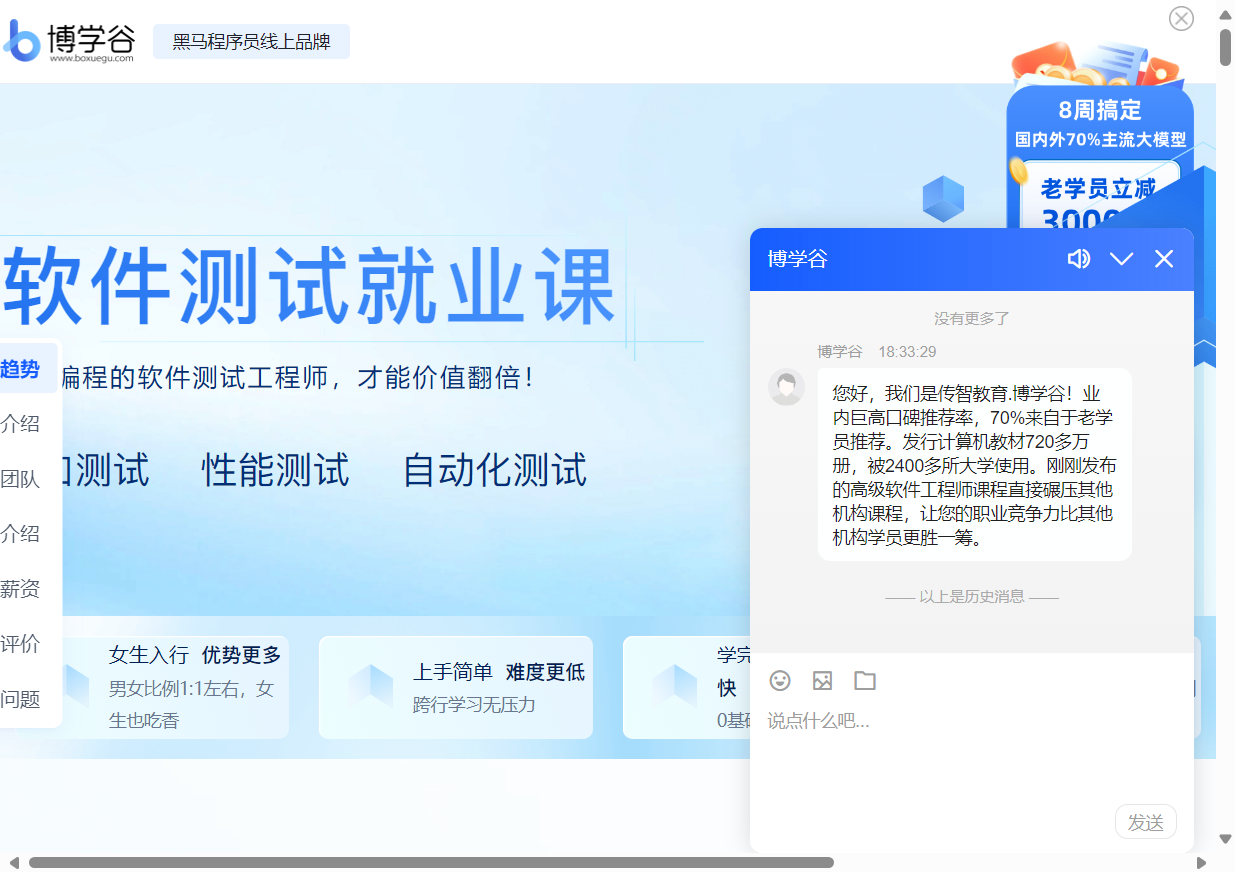 博学谷
www.boxuegu.com
黑马程序员线上品牌
8周搞定
国内外70%主流大模型
老学员立减
软件测试就业课
编程的软件测试工程师，才能价值翻倍！
测试 性能测试 自动化测试
趋势
介绍
团队
介绍
薪资
评价
问题
女生入行 优势更多
男女比例1:1左右，女
生也吃香
上手简单 难度更低
跨行学习无压力
学完
快
0基础
博学谷
没有更多了
博学谷 18:33:29
您好，我们是传智教育.博学谷！业
内巨高口碑推荐率，70%来自于老学
员推荐。发行计算机教材720多万
册，被2400多所大学使用。刚刚发布
的高级软件工程师课程直接碾压其他
机构课程，让您的职业竞争力比其他
机构学员更胜一筹。
以上是历史消息
说点什么吧...
发送